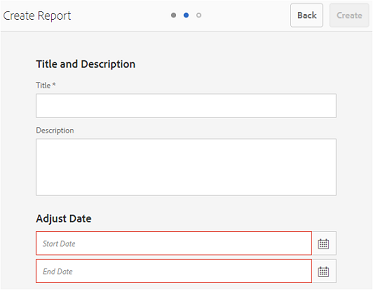 Create Report
Back
Create
Title and Description
Title *
Description
Adjust Date
Start Date
End Date